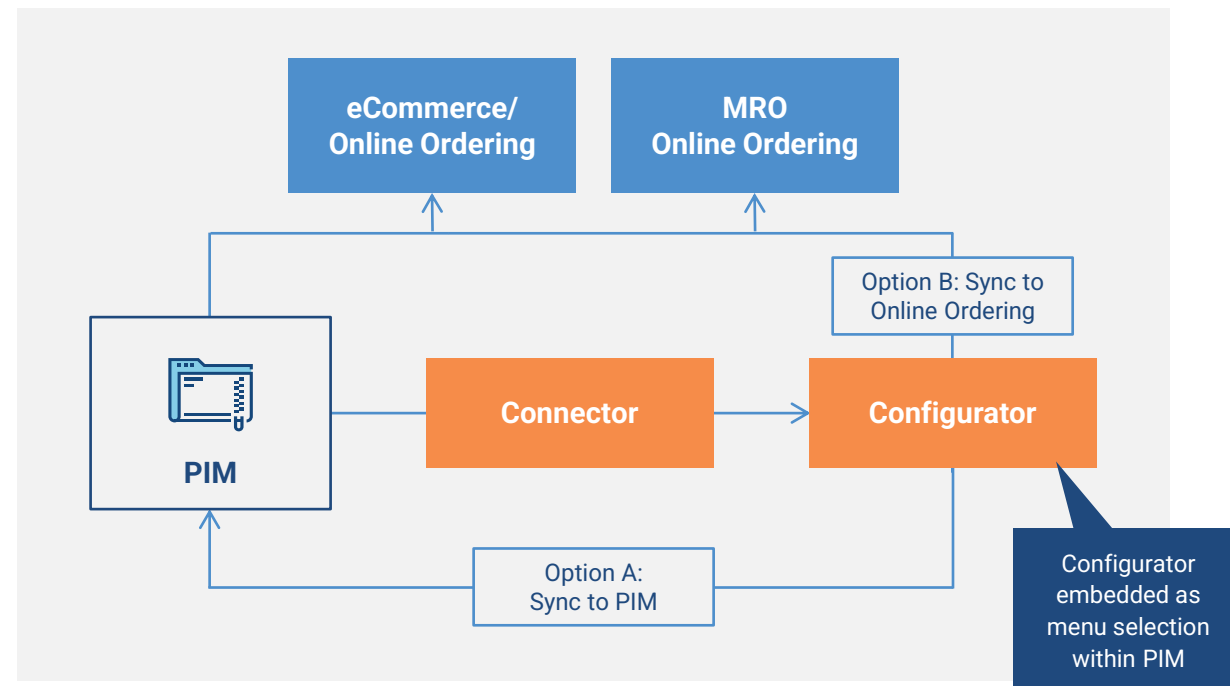 eCommerce/
Online Ordering
MRO
Online Ordering
Option B: Sync to
Online Ordering
PIM
Connector
Configurator
Option A:
Sync to PIM
Configurator
embedded as
menu selection
within PIM